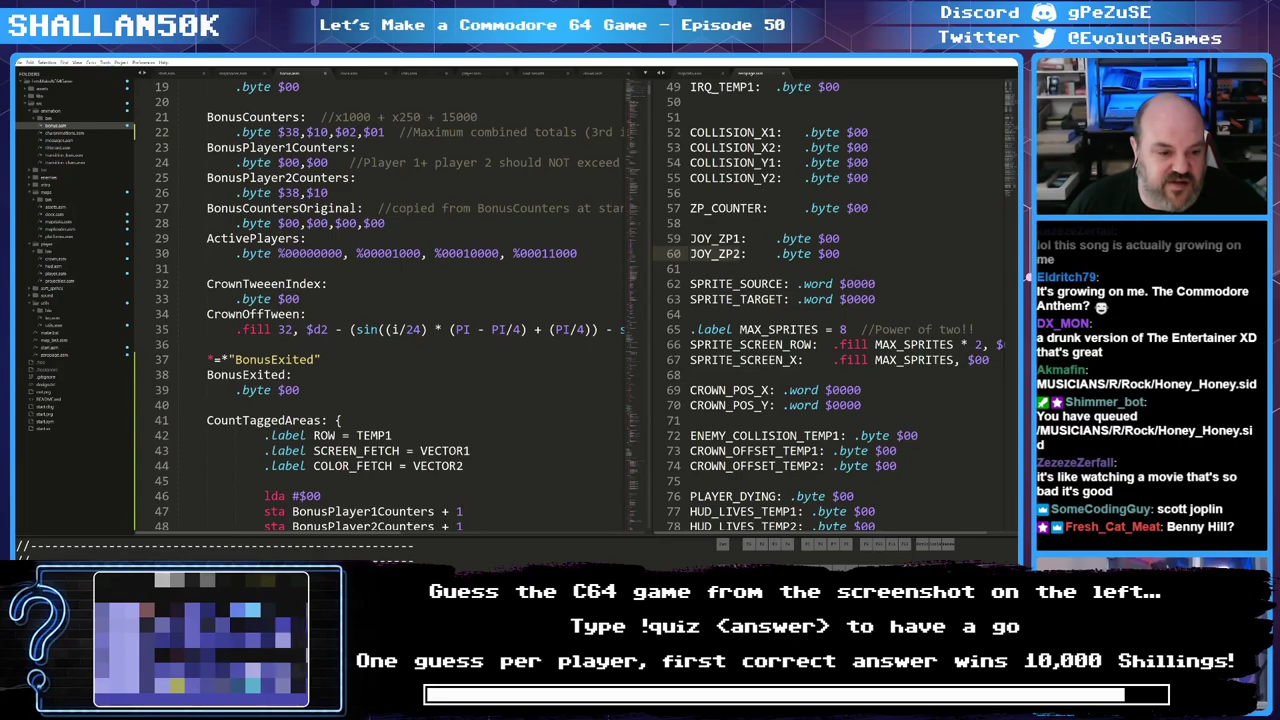 SHALLAN50K
Let's Make a Commodore 64 Game - Episode 50
Discord gPeZuSE
Twitter @EvoluteGames
FOLDERS
19 .byte $00
20
21 BonusCounters: //x1000 + x250 + 15000
22 .byte $38,$10,$02,$01 //Maximum combined totals (3rd i
23 BonusPlayer1Counters:
24 .byte $00,$00 //Player 1+ player 2 should NOT exceed
25 BonusPlayer2Counters:
26 .byte $38,$10
27 BonusCountersOriginal: //copied from BonusCounters at star
28 .byte $00,$00,$00,$00
29 ActivePlayers:
30 .byte %00000000, %00001000, %00010000, %00011000
31
32 CrownTweeenIndex:
33 .byte $00
34 CrownOffTween:
35 .fill 32, $d2 - (sin((i/24) * (PI - PI/4) + (PI/4)) - s
36
37 *=*"BonusExited"
38 BonusExited:
39 .byte $00
40
41 CountTaggedAreas: {
42 .label ROW = TEMP1
43 .label SCREEN_FETCH = VECTOR1
44 .label COLOR_FETCH = VECTOR2
45
46 lda #$00
47 sta BonusPlayer1Counters + 1
48 sta BonusPlayer2Counters + 1
49 IRQ_TEMP1: .byte $00
50
51
52 COLLISION_X1: .byte $00
53 COLLISION_X2: .byte $00
54 COLLISION_Y1: .byte $00
55 COLLISION_Y2: .byte $00
56
57 ZP_COUNTER: .byte $00
58
59 JOY_ZP1: .byte $00
60 JOY_ZP2: .byte $00
61
62 SPRITE_SOURCE: .word $0000
63 SPRITE_TARGET: .word $0000
64
65 .label MAX_SPRITES = 8 //Power of two!!
66 SPRITE_SCREEN_ROW: .fill MAX_SPRITES * 2, $
67 SPRITE_SCREEN_X: .fill MAX_SPRITES, $00
68
69 CROWN_POS_X: .word $0000
70 CROWN_POS_Y: .word $0000
71
72 ENEMY_COLLISION_TEMP1: .byte $00
73 CROWN_OFFSET_TEMP1: .byte $00
74 CROWN_OFFSET_TEMP2: .byte $00
75
76 PLAYER_DYING: .byte $00
77 HUD_LIVES_TEMP1: .byte $00
78 HUD_LIVES_TEMP2: .byte $00
//---------------------------------------------
ZezezeZerfall:
lol this song is actually growing on
me
Eldritch79:
It's growing on me. The Commodore
Anthem?
DX_MON:
a drunk version of The Entertainer XD
that's great
Akmafin:
MUSICIANS/R/Rock/Honey_Honey.sid
Shimmer_bot:
You have queued
/MUSICIANS/R/Rock/Honey_Honey.si
d
ZezezeZerfall:
it's like watching a movie that's so
bad it's good
SomeCodingGuy: scott joplin
Fresh_Cat_Meat: Benny Hill?
Guess the C64 game from the screenshot on the left...
Type !quiz <answer> to have a go
One guess per player, first correct answer wins 10,000 Shillings!